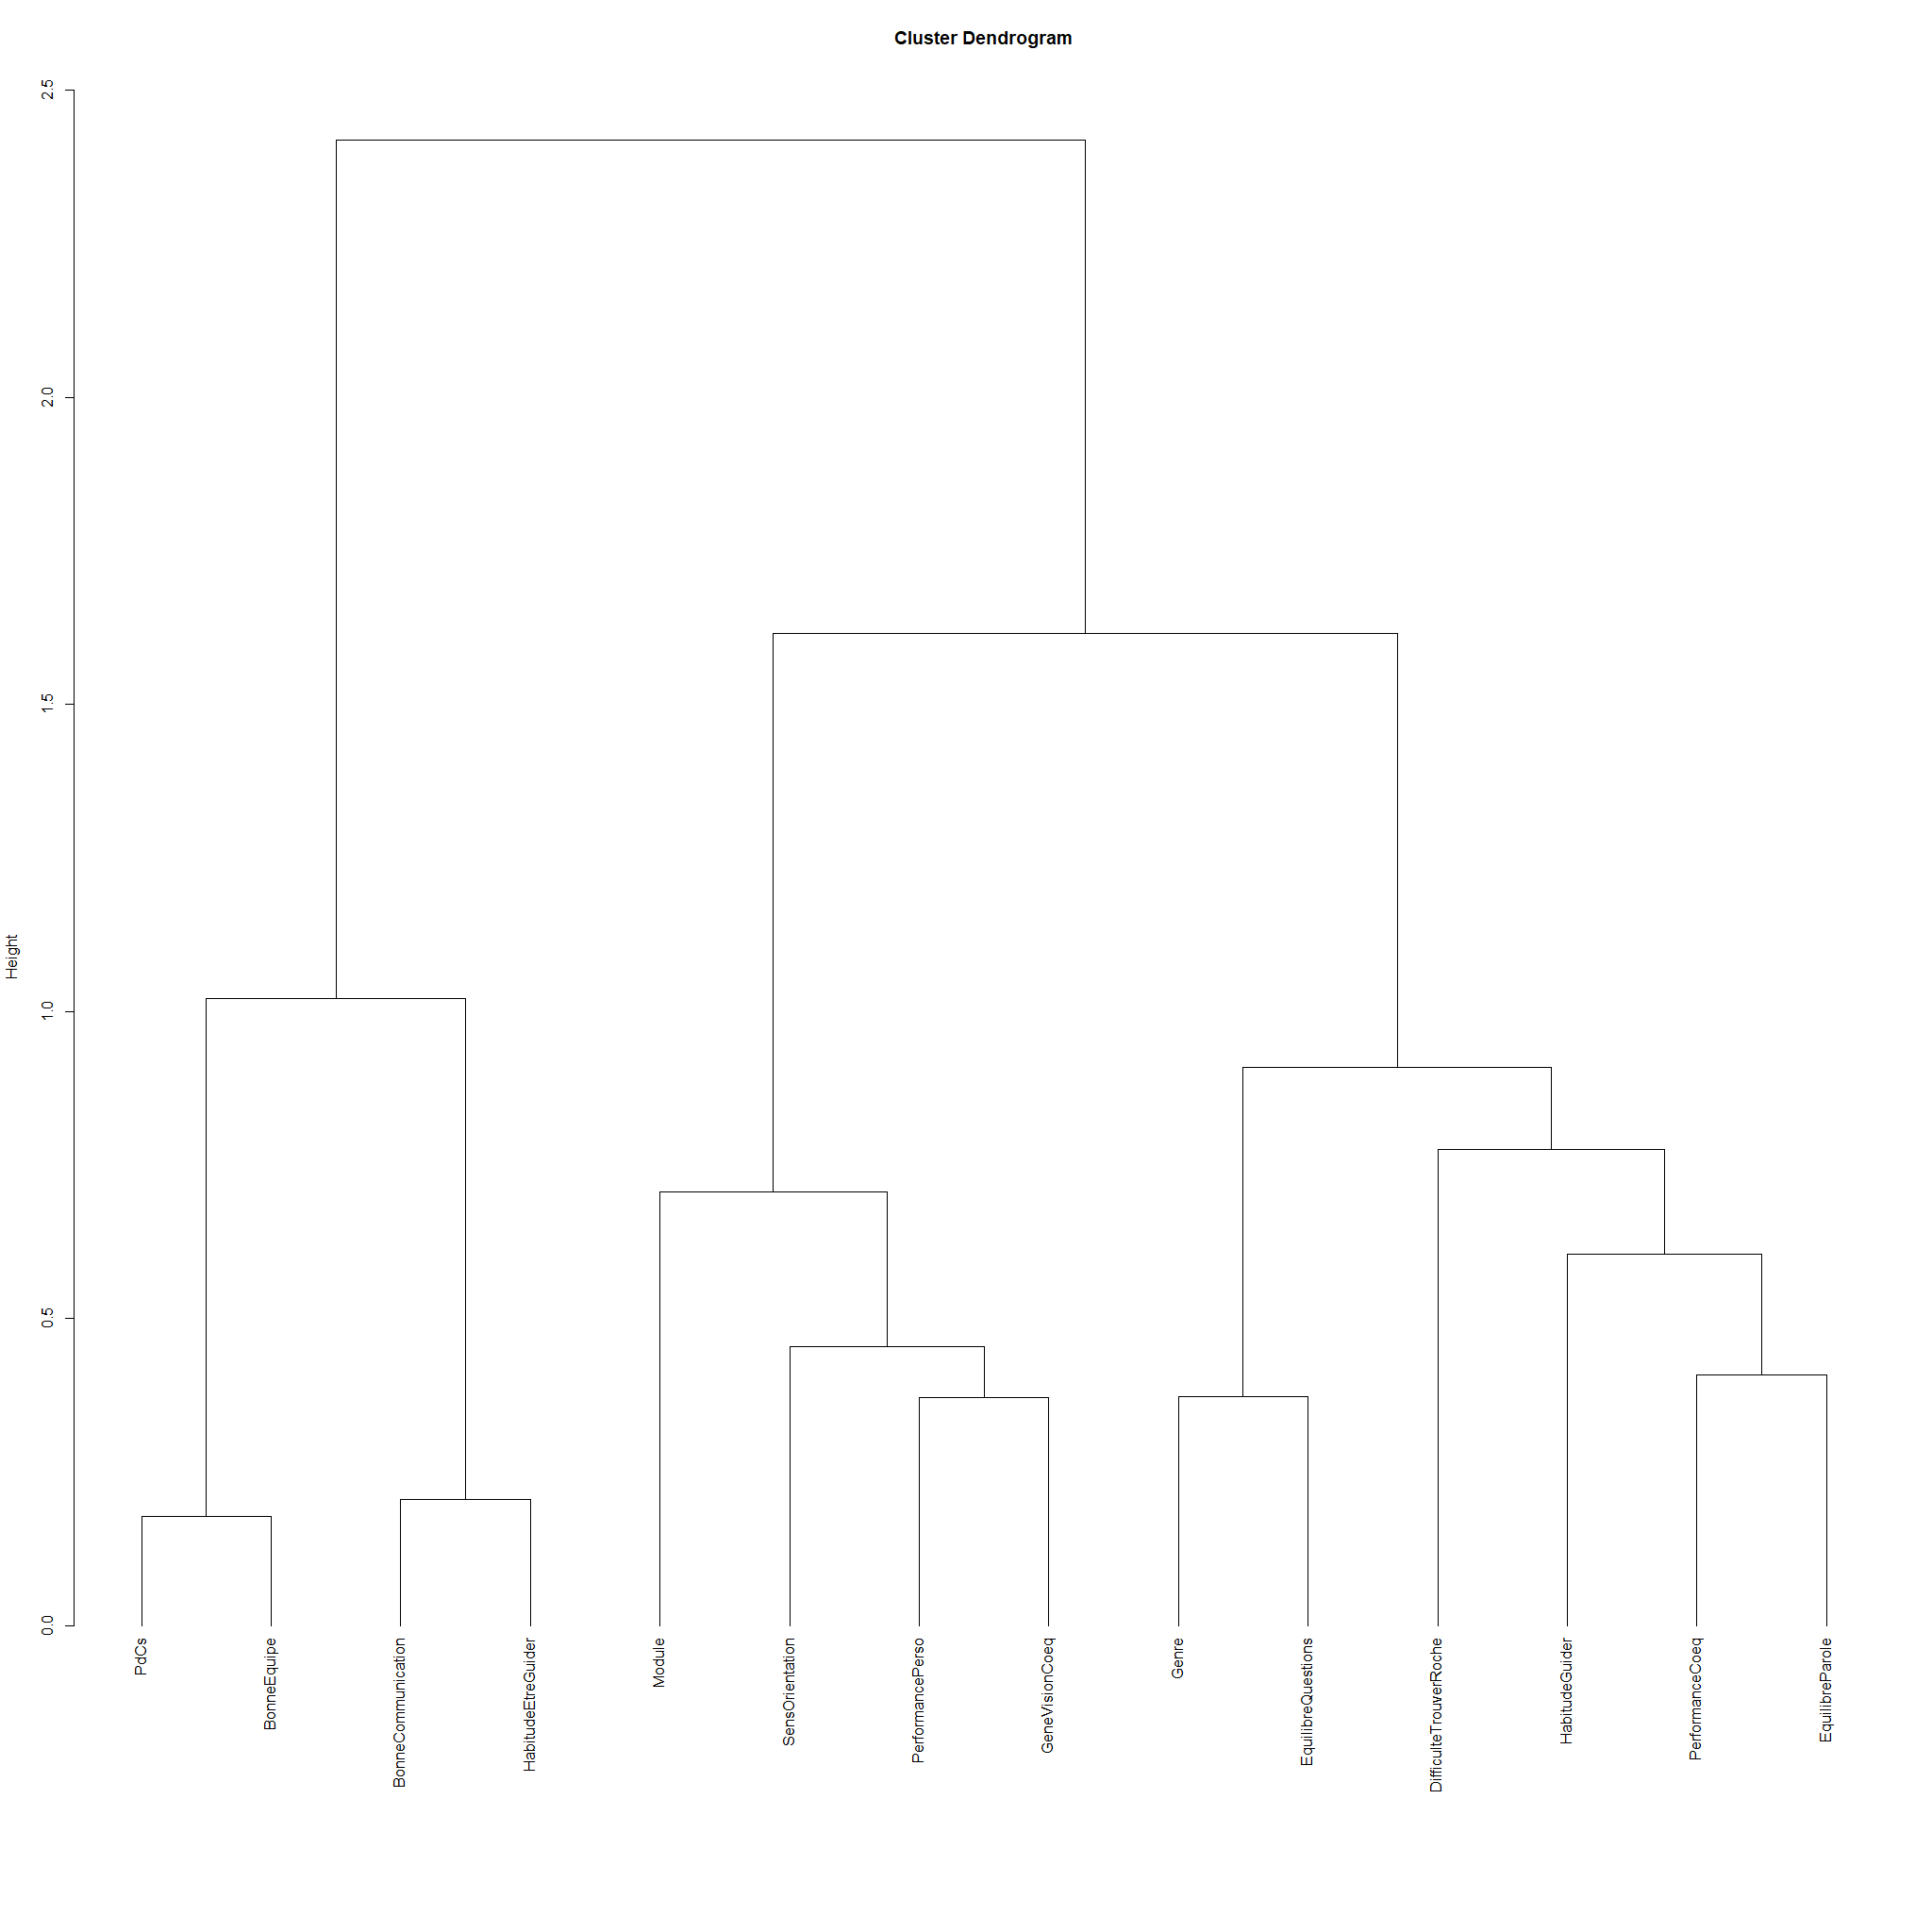 Cluster Dendrogram
2.5
2.0
1.5
1.0
0.5
0.0
Height
PdCs
BonneEquipe
BonneCommunication
HabitudeEtreGuider
Module
SensOrientation
PerformancePerso
GeneVisionCoeq
Genre
EquilibreQuestions
DifficulteTrouverRoche
HabitudeGuider
PerformanceCoeq
EquilibreParole